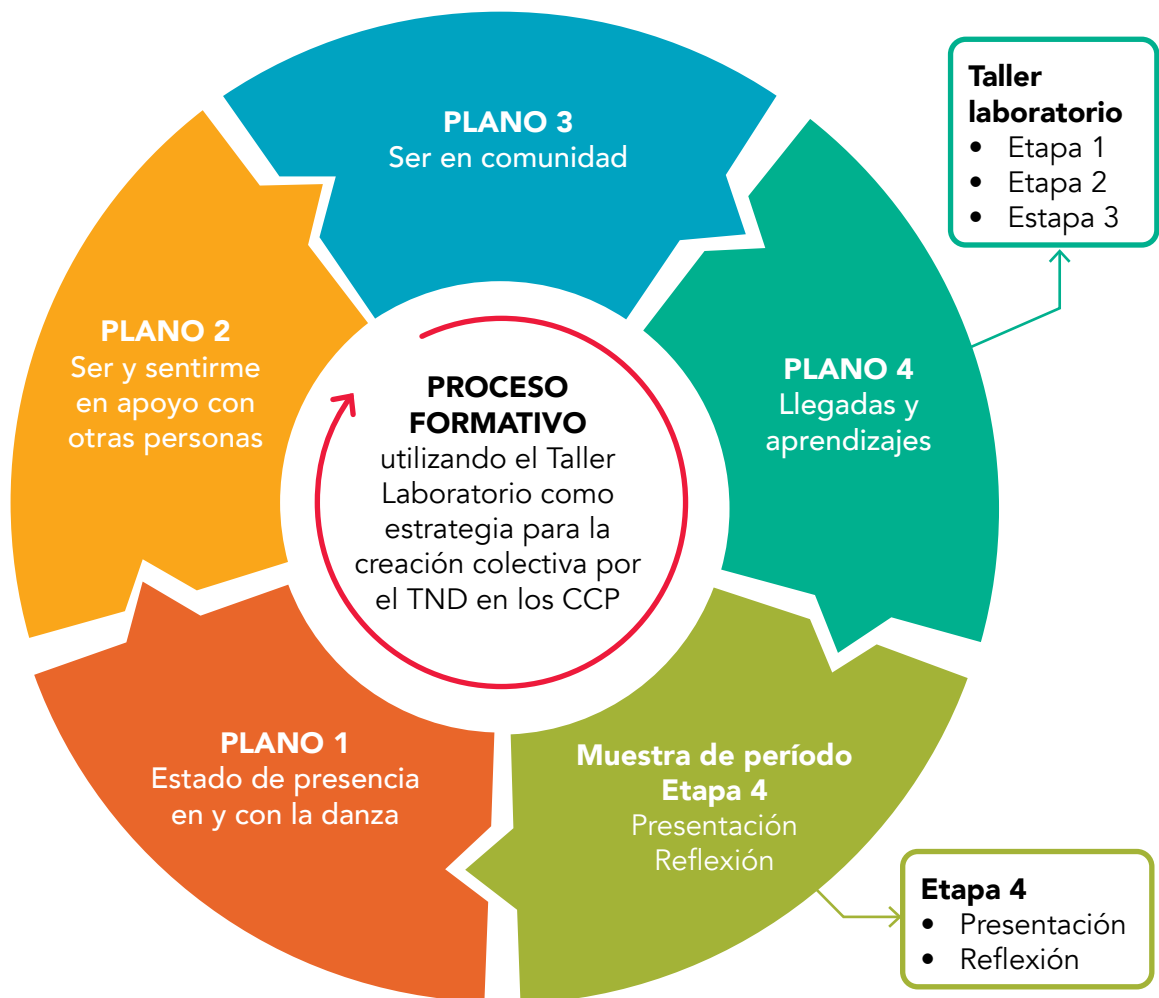 PLANO 3
Ser en comunidad
Taller
laboratorio
• Etapa 1
• Etapa 2
• Estapa 3
PLANO 2
Ser y sentirme
en apoyo con
otras personas
PROCESO
FORMATIVO
utilizando el Taller
Laboratorio como
estrategia para la
creación colectiva por
el TND en los CCP
PLANO 4
Llegadas y
aprendizajes
PLANO 1
Estado de presencia
en y con la danza
Muestra de período
Etapa 4
Presentación
Reflexión
Etapa 4
• Presentación
• Reflexión